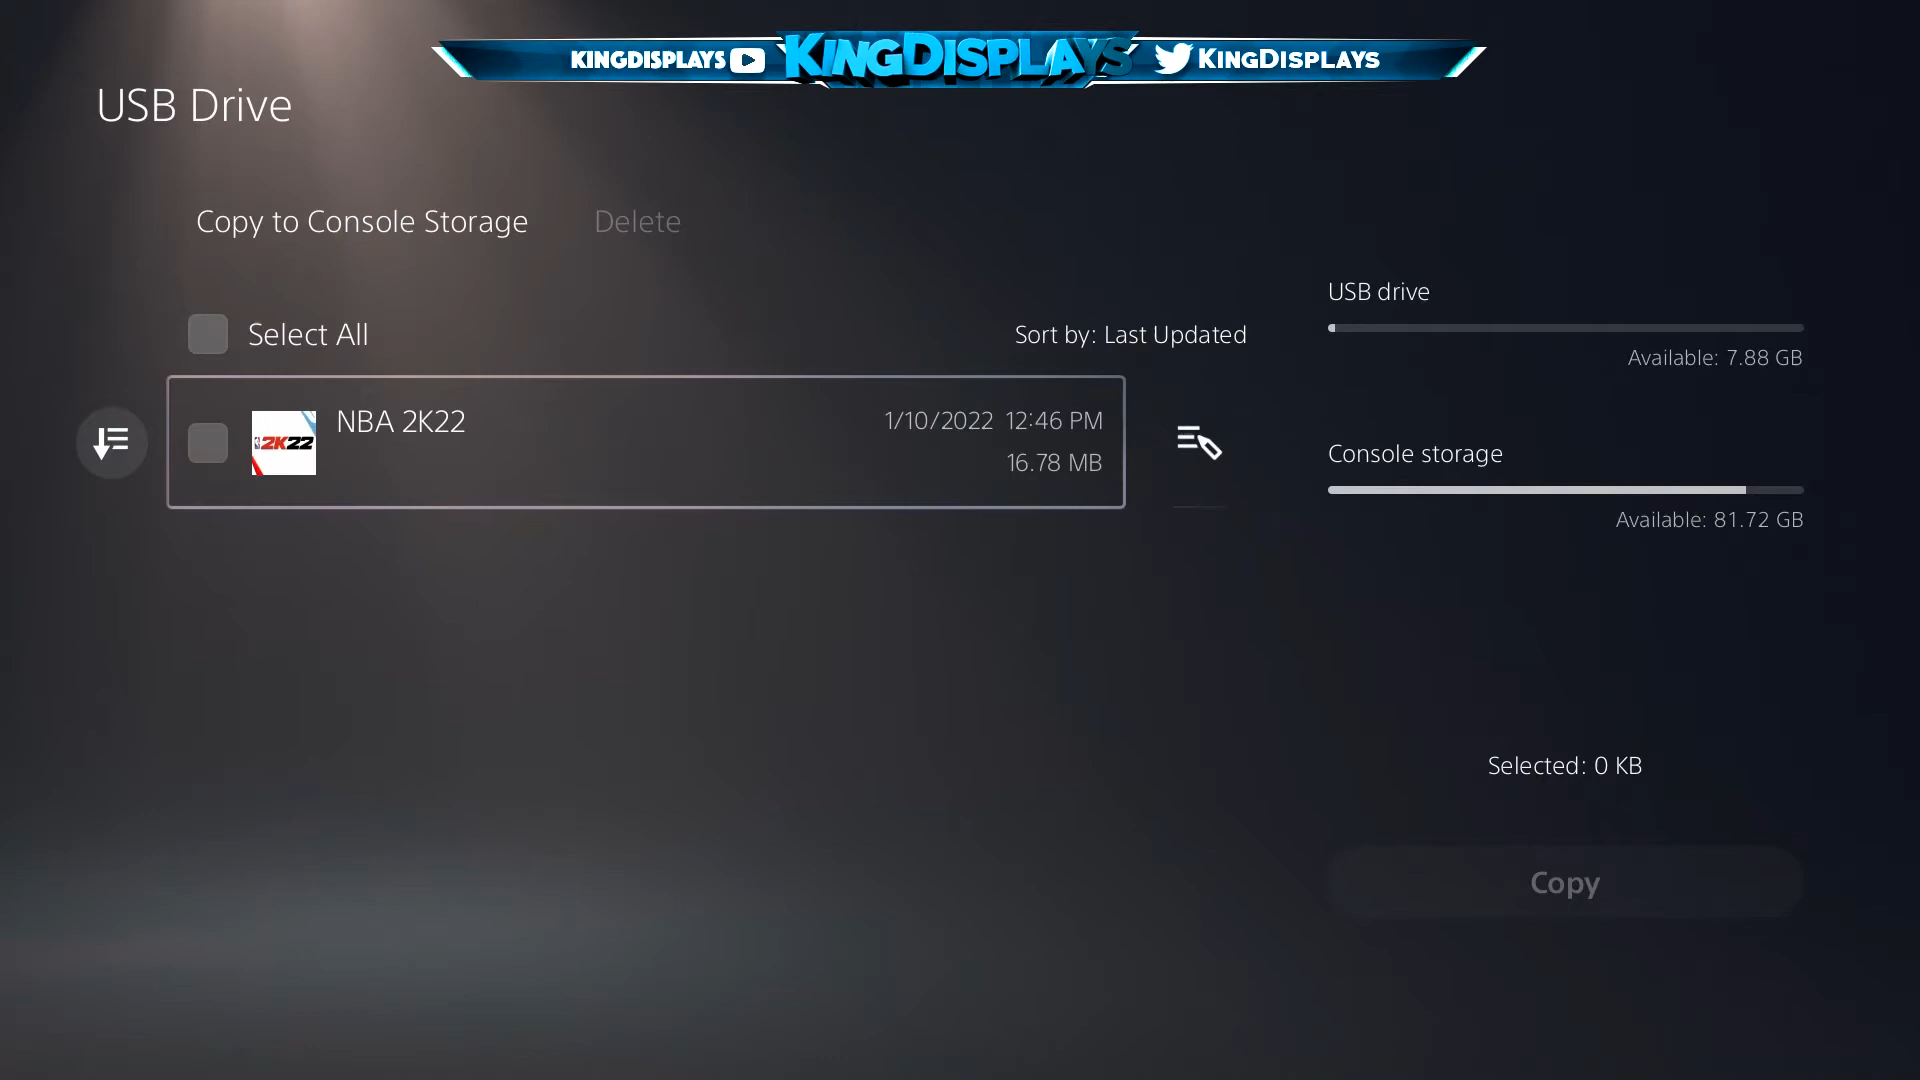 KINGDISPLAYS KINGDISPLAYS KINGDISPLAYS
USB Drive
Copy to Console Storage Delete
Select All Sort by: Last Updated
NBA 2K22 1/10/2022 12:46 PM
2K22
16.78 MB
USB drive
Available: 7.88 GB
Console storage
Available: 81.72 GB
Selected: 0 KB
Copy